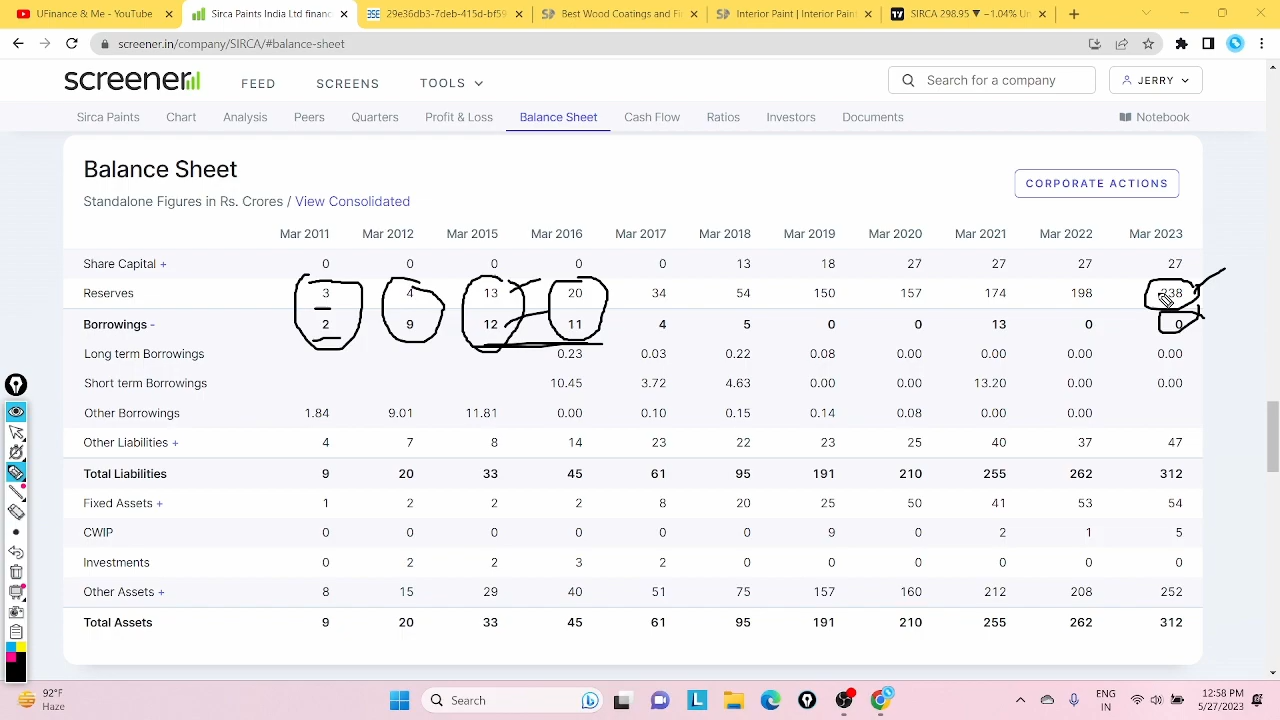 UFinance & Me - YouTube
Sirca Paints India Ltd financ
29e36db3-7def-415d-bf59
Best Wood Coatings and Fi
Interior Paint | Interior Paint
SIRCA 298.95 ▼ −1.04% Un
screener.in/company/SIRCA/#balance-sheet
screener FEED SCREENS TOOLS Search for a company JERRY
Sirca Paints Chart Analysis Peers Quarters Profit & Loss Balance Sheet Cash Flow Ratios Investors Documents Notebook
Balance Sheet
CORPORATE ACTIONS
Standalone Figures in Rs. Crores / View Consolidated
Mar 2011 Mar 2012 Mar 2015 Mar 2016 Mar 2017 Mar 2018 Mar 2019 Mar 2020 Mar 2021 Mar 2022 Mar 2023
Share Capital + 0 0 0 0 0 13 18 27 27 27 27
Reserves 3 4 13 20 34 54 150 157 174 198 238
Borrowings - 2 9 12 11 4 5 0 0 13 0 0
Long term Borrowings 0.23 0.03 0.22 0.08 0.00 0.00 0.00 0.00
Short term Borrowings 10.45 3.72 4.63 0.00 0.00 13.20 0.00 0.00
Other Borrowings 1.84 9.01 11.81 0.00 0.10 0.15 0.14 0.08 0.00 0.00
Other Liabilities + 4 7 8 14 23 22 23 25 40 37 47
Total Liabilities 9 20 33 45 61 95 191 210 255 262 312
Fixed Assets + 1 2 2 2 8 20 25 50 41 53 54
CWIP 0 0 0 0 0 0 9 0 2 1 5
Investments 0 2 2 3 2 0 0 0 0 0 0
Other Assets + 8 15 29 40 51 75 157 160 212 208 252
Total Assets 9 20 33 45 61 95 191 210 255 262 312
92°F
Haze
Search
ENG
IN
12:58 PM
5/27/2023